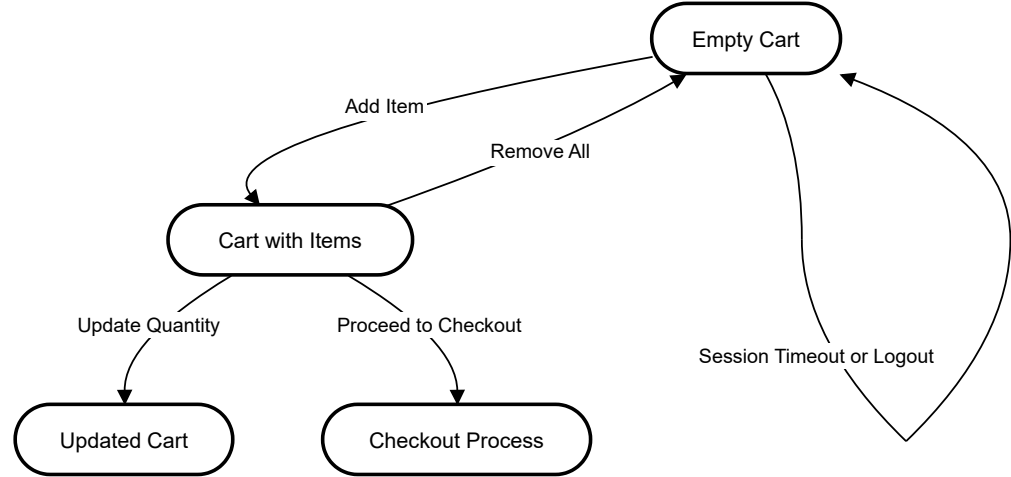 Empty Cart
Add Item
Remove All
Cart with Items
Update Quantity
Proceed to Checkout
Session Timeout or Logout
Updated Cart
Checkout Process